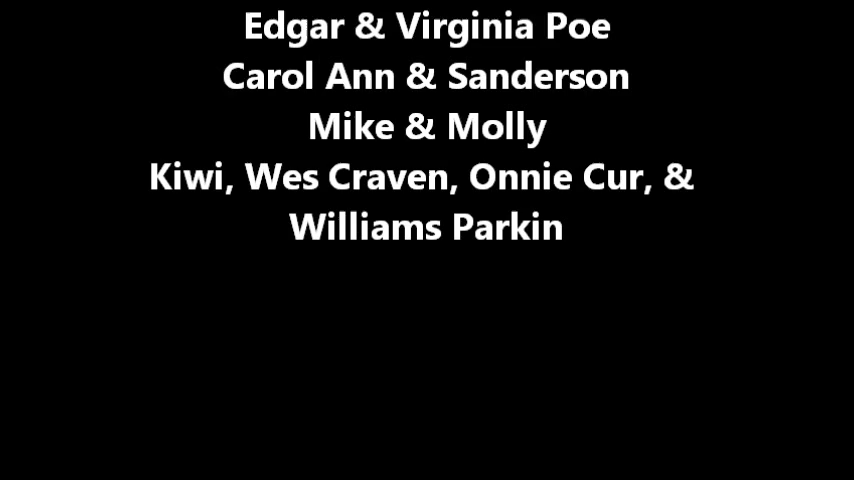 Edgar & Virginia Poe
Carol Ann & Sanderson
Mike & Molly
Kiwi, Wes Craven, Onnie Cur, &
Williams Parkin